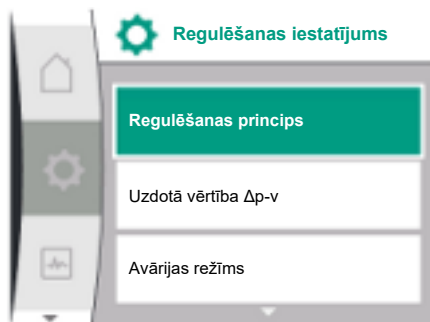 Regulēšanas iestatījums
Regulēšanas princips
Uzdotā vērtība Δp-v
Avārijas režīms